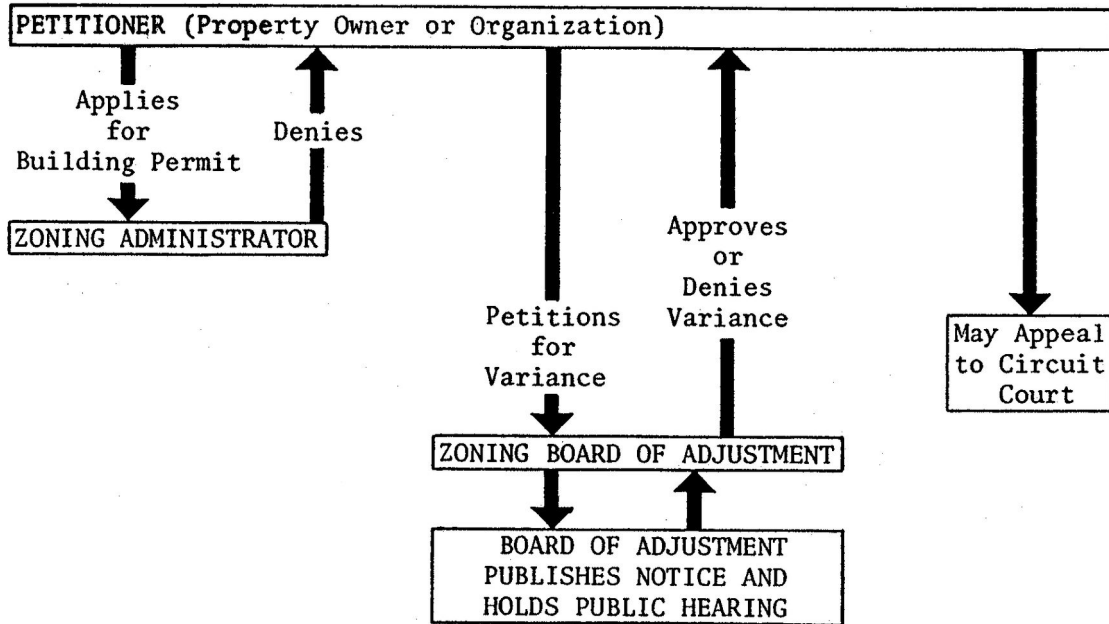 PETITIONER (Property Owner or Organization)
Applies
for
Building Permit
Denies
ZONING ADMINISTRATOR
Petitions
for
Variance
Approves
or
Denies
Variance
May Appeal
to Circuit
Court
ZONING BOARD OF ADJUSTMENT
BOARD OF ADJUSTMENT
PUBLISHES NOTICE AND
HOLDS PUBLIC HEARING